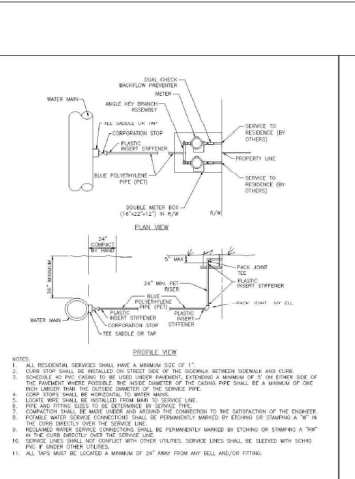 DUAL CHECK
BACKFLOW PREVENTER
METER
WATER MAIN
ANGLE KEY BRANCH
ASSEMBLY
TEE SADDLE OR TAP
CORPORATION STOP
PLASTIC
INSERT STIFFENER
SERVICE TO
RESIDENCE (BY
OTHERS)
PROPERTY LINE
BLUE POLYETHYLENE
PIPE (PET)
SERVICE TO
RESIDENCE (BY
OTHERS)
DOUBLE METER BOX
(16"x22"x12") IN R/W
R/W
PLAN VIEW
24"
COMPACT
BY HAND
5" MAX
36" MINIMUM
PACK JOINT
TEE
24" MIN. PET
RISER
PLASTIC
INSERT STIFFENER
BLUE
POLYETHYLENE
PIPE (PET)
PACK JOINT
WATER MAIN
PLASTIC
INSERT STIFFENER
PLASTIC
INSERT
STIFFENER
CORPORATION STOP
TEE SADDLE OR TAP
PROFILE VIEW
NOTES:
1. ALL RESIDENTIAL SERVICES SHALL HAVE A MINIMUM SIZE OF 1".
2. CURB STOP SHALL BE INSTALLED ON STREET SIDE OF THE SIDEWALK BETWEEN SIDEWALK AND CURB.
3. SCHEDULE 40 PVC CASING TO BE USED UNDER PAVEMENT, EXTENDING A MINIMUM OF 5' ON EITHER SIDE OF
THE PAVEMENT WHERE POSSIBLE. THE INSIDE DIAMETER OF THE CASING PIPE SHALL BE A MINIMUM OF ONE
INCH LARGER THAN THE OUTSIDE DIAMETER OF THE SERVICE PIPE.
4. CORP STOPS SHALL BE HORIZONTAL TO WATER MAINS.
5. LOCATE WIRE SHALL BE INSTALLED FROM MAIN TO SERVICE LINE.
6. PIPE AND FITTING SIZES TO BE DETERMINED BY SERVICE TYPE.
7. COMPACTION SHALL BE MADE UNDER AND AROUND THE CONNECTION TO THE SATISFACTION OF THE ENGINEER.
8. POTABLE WATER SERVICE CONNECTIONS SHALL BE PERMANENTLY MARKED BY ETCHING OR STAMPING A "W" IN
THE CURB DIRECTLY OVER THE SERVICE LINE.
9. RECLAIMED WATER SERVICE CONNECTIONS SHALL BE PERMANENTLY MARKED BY ETCHING OR STAMPING A "RW"
IN THE CURB DIRECTLY OVER THE SERVICE LINE.
10. SERVICE LINES SHALL NOT CONFLICT WITH OTHER UTILITIES. SERVICE LINES SHALL BE SLEEVED WITH SCH40
PVC IF UNDER OTHER UTILITIES.
11. ALL TAPS MUST BE LOCATED A MINIMUM OF 24" AWAY FROM ANY BELL AND/OR FITTING.